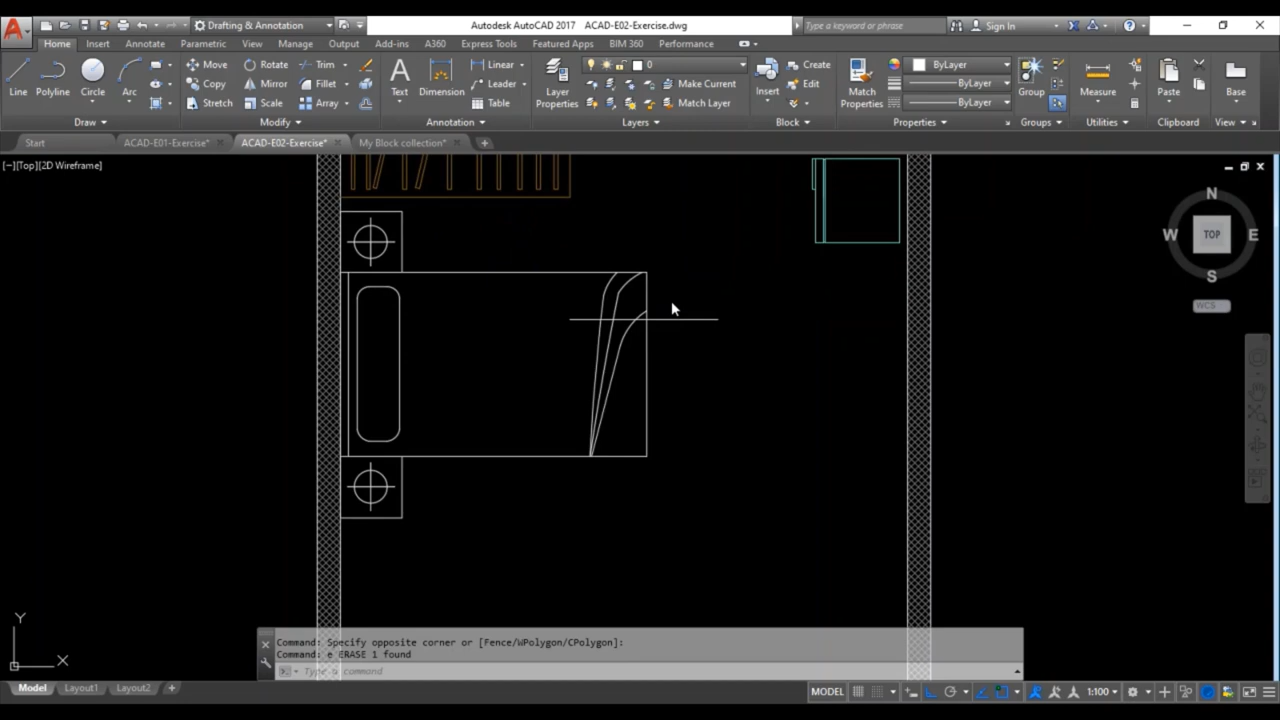 Drafting & Annotation
Autodesk AutoCAD 2017 ACAD-E02-Exercise.dwg
Type a keyword or phrase
Sign In
Home Insert Annotate Parametric View Manage Output Add-ins A360 Express Tools Featured Apps BIM 360 Performance
Line Polyline Circle Arc
Move Rotate Trim
Copy Mirror Fillet
Stretch Scale Array
Text Dimension
Linear
Leader
Table
Layer Properties
0
Make Current
Match Layer
Insert
Create
Edit
Match Properties
ByLayer
ByLayer
ByLayer
Group
Measure
Paste
Base
Draw Modify Annotation Layers Block Properties Groups Utilities Clipboard View
Start ACAD-E01-Exercise* ACAD-E02-Exercise* My Block collection*
[−][Top][2D Wireframe]
N
W TOP E
S
WCS
Y
X
Command: Specify opposite corner or [Fence/WPolygon/CPolygon]:
Command: e ERASE 1 found
Type a command
Model Layout1 Layout2 +
MODEL 1:100